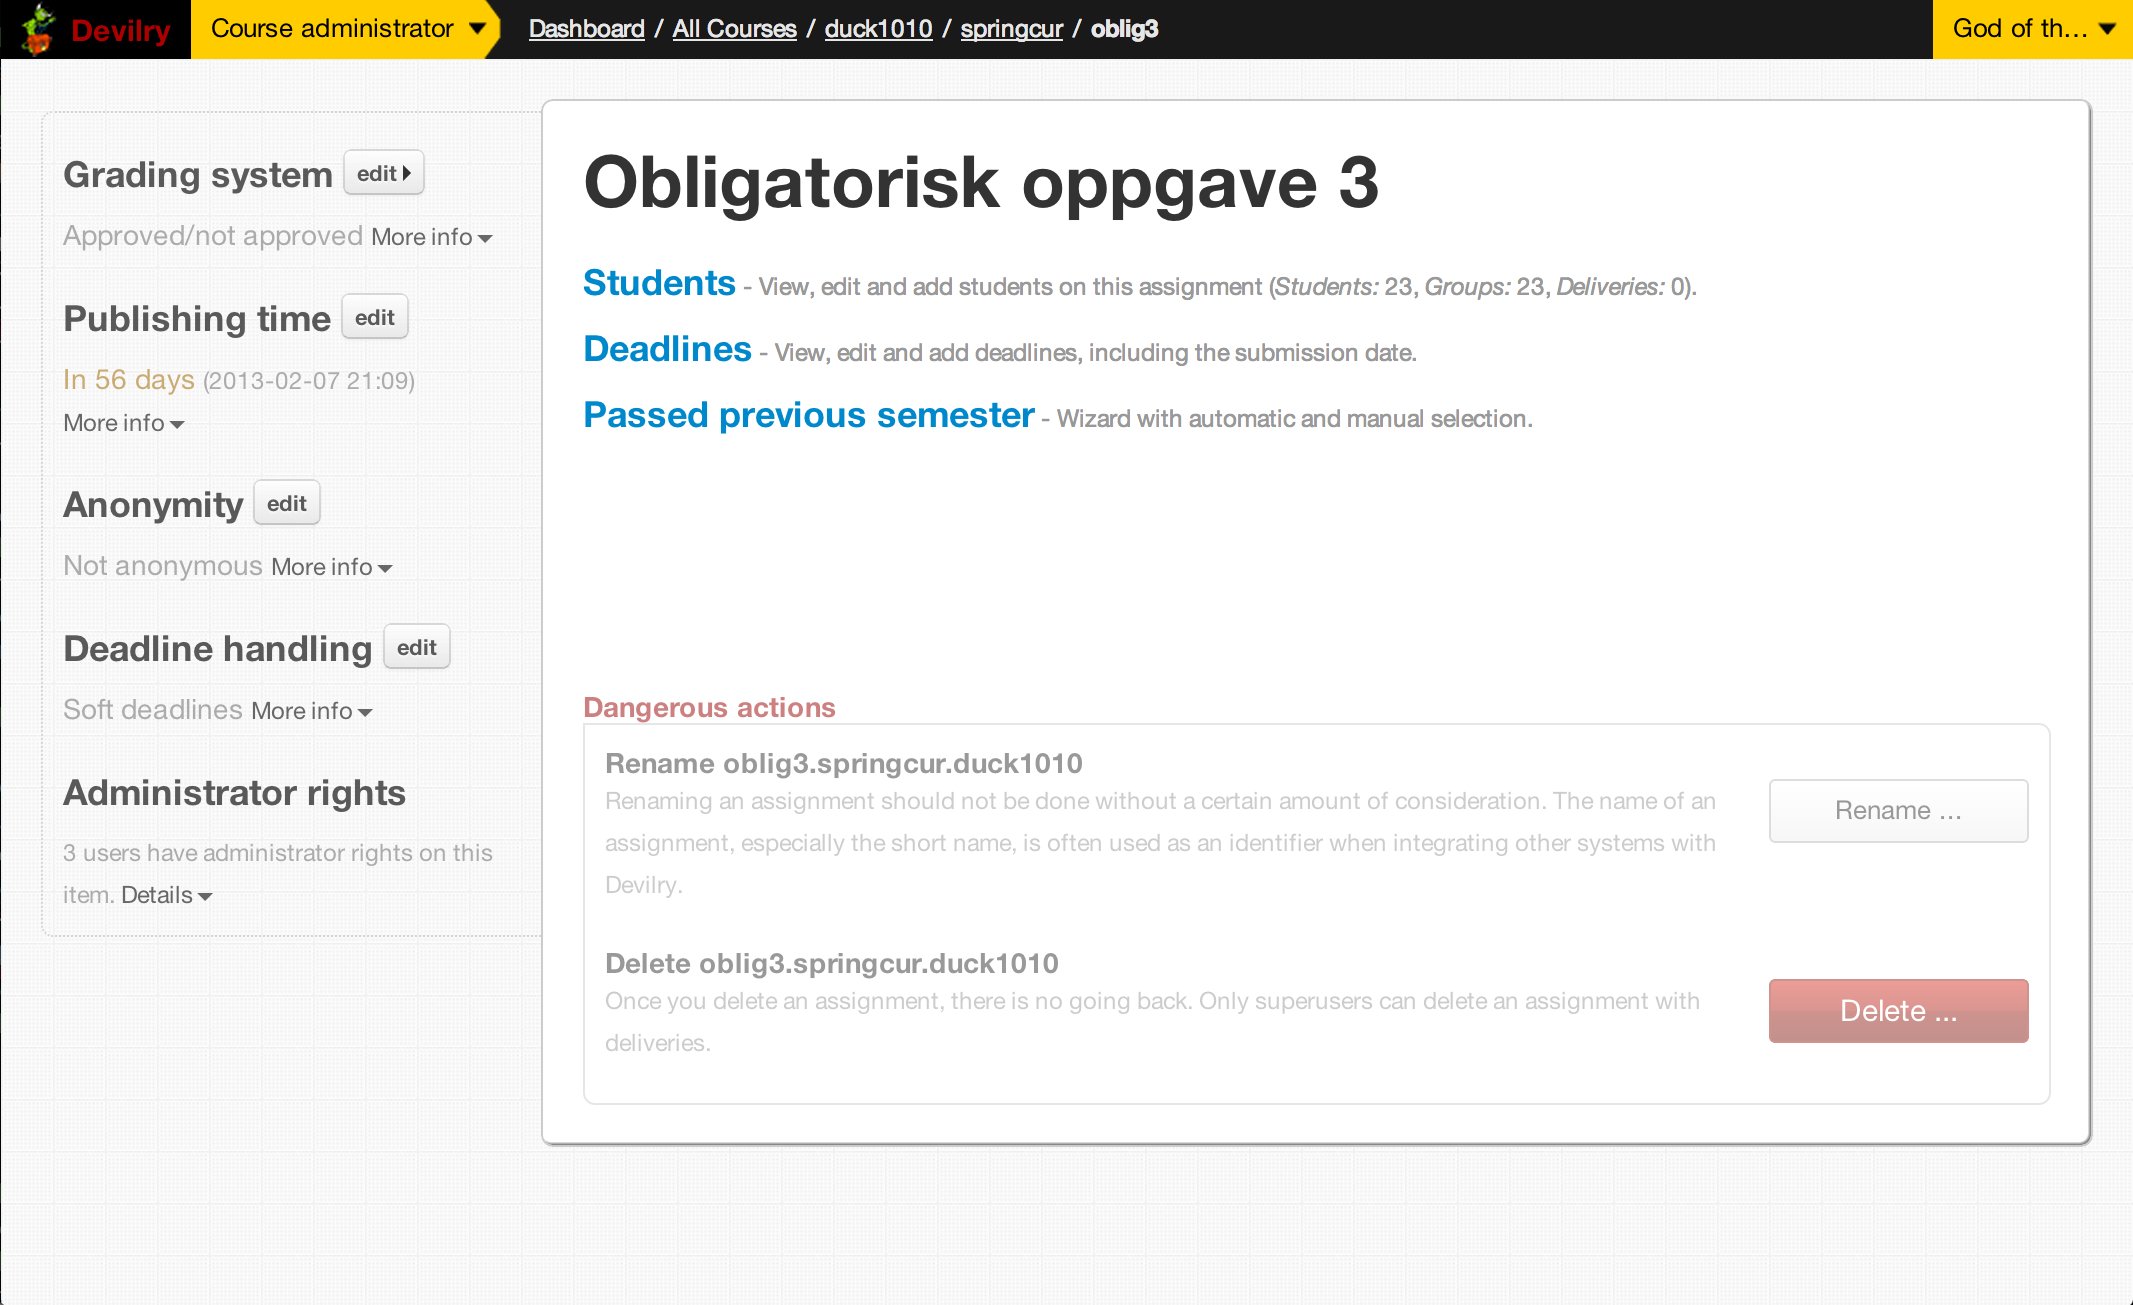 Devilry Course administrator Dashboard / All Courses / duck1010 / springcur / oblig3 God of th...
Grading system edit
Approved/not approved More info
Publishing time edit
In 56 days (2013-02-07 21:09)
More info
Anonymity edit
Not anonymous More info
Deadline handling edit
Soft deadlines More info
Administrator rights
3 users have administrator rights on this
item. Details
Obligatorisk oppgave 3
Students - View, edit and add students on this assignment (Students: 23, Groups: 23, Deliveries: 0).
Deadlines - View, edit and add deadlines, including the submission date.
Passed previous semester - Wizard with automatic and manual selection.
Dangerous actions
Rename oblig3.springcur.duck1010
Renaming an assignment should not be done without a certain amount of consideration. The name of an
assignment, especially the short name, is often used as an identifier when integrating other systems with
Devilry.
Rename ...
Delete oblig3.springcur.duck1010
Once you delete an assignment, there is no going back. Only superusers can delete an assignment with
deliveries.
Delete ...